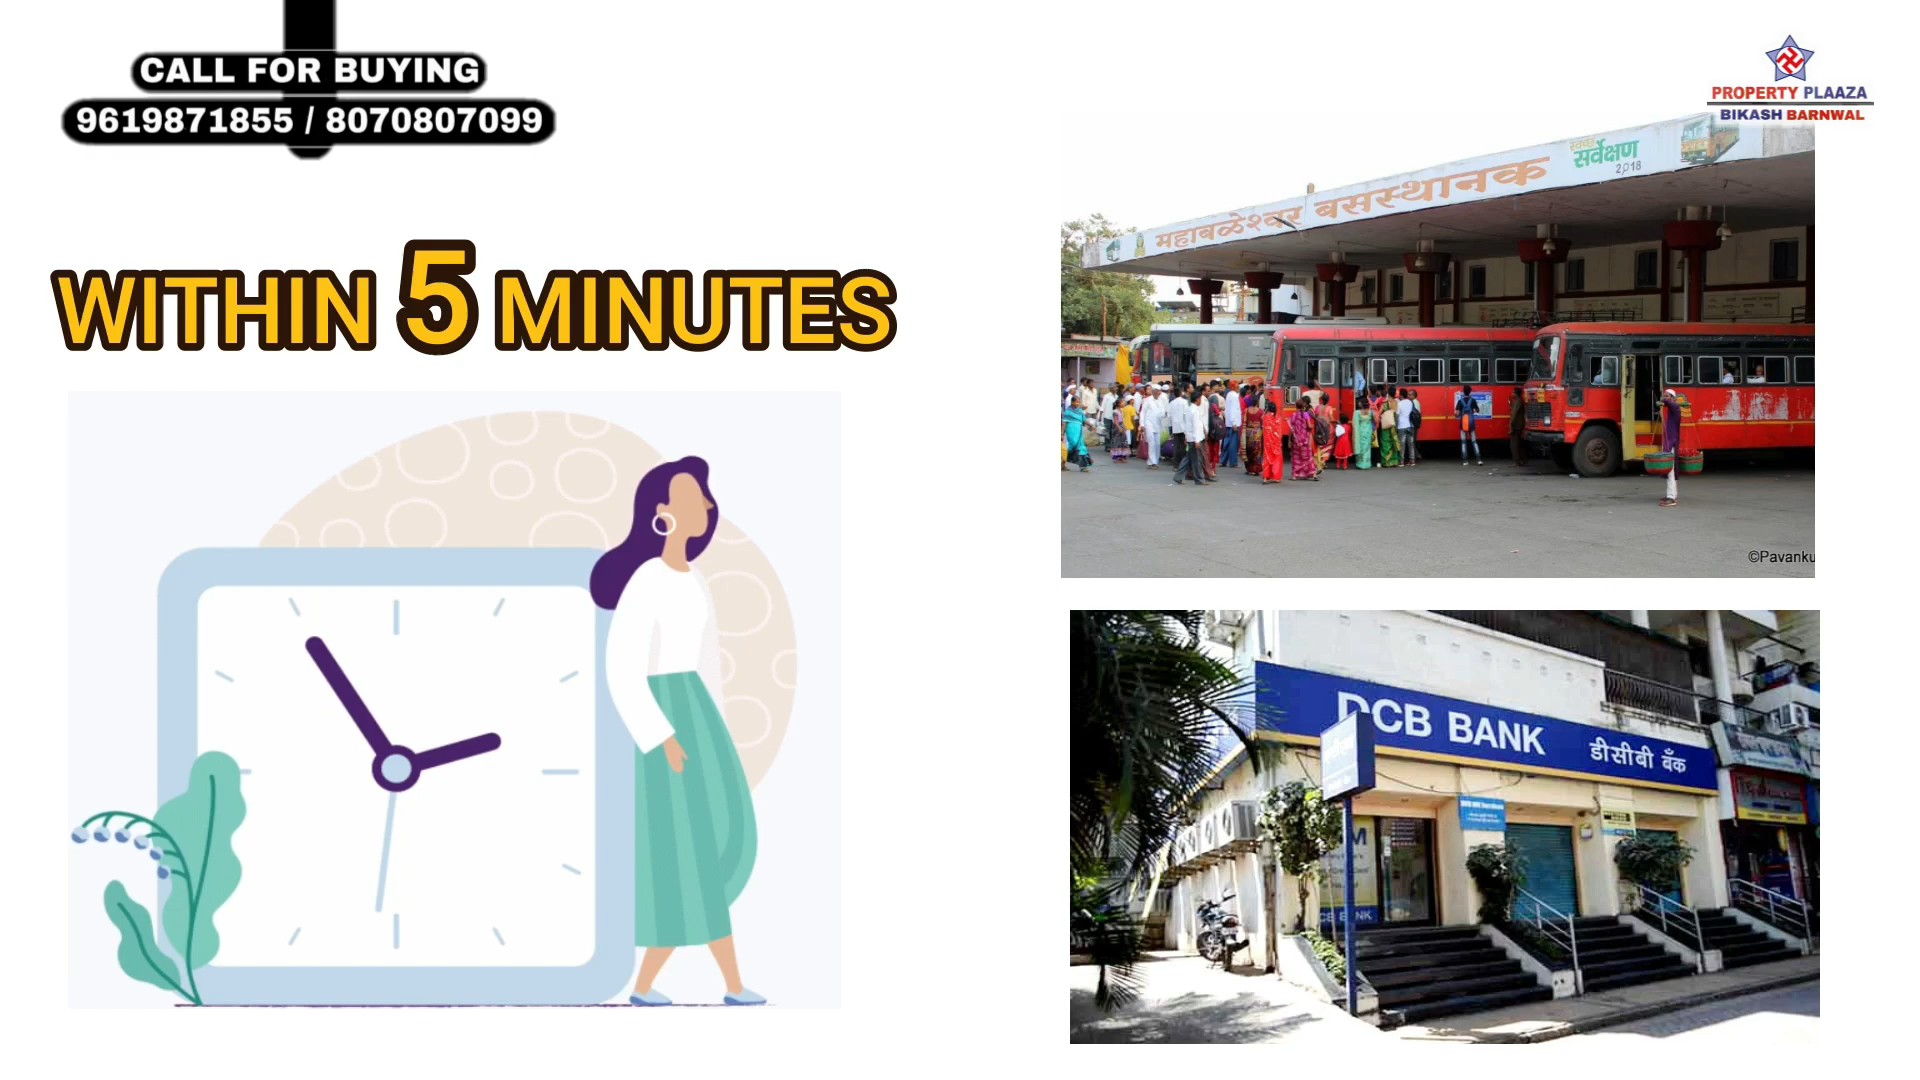 CALL FOR BUYING
9619871855 / 8070807099
PROPERTY PLAAZA
BIKASH BARNWAL
WITHIN 5 MINUTES
महाबळेश्वर बसस्थानक
सर्वेक्षण
2018
©Pavanku
DCB BANK
डीसीबी बँक